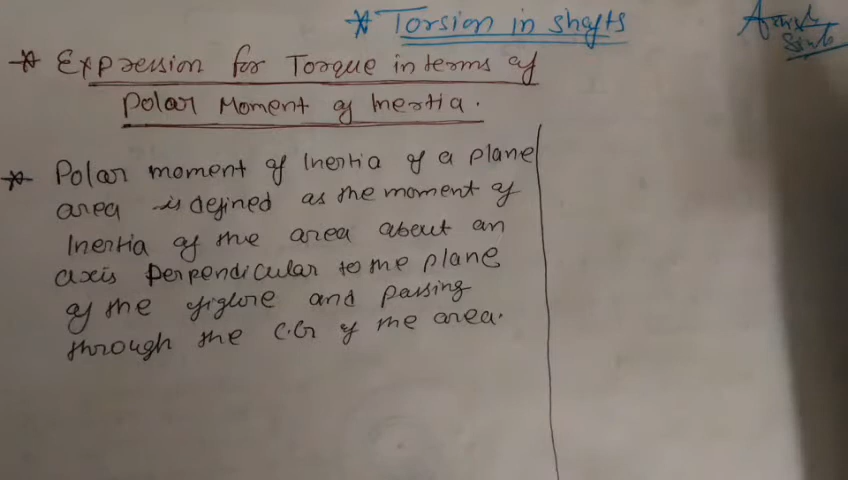 * Torsion in shafts
* Expression for Torque in terms of
Polar Moment of Inertia.
* Polar moment of Inertia of a plane
area is defined as the moment of
Inertia of the area about an
axis perpendicular to the plane
of the figure and passing
through the C.G of the area.